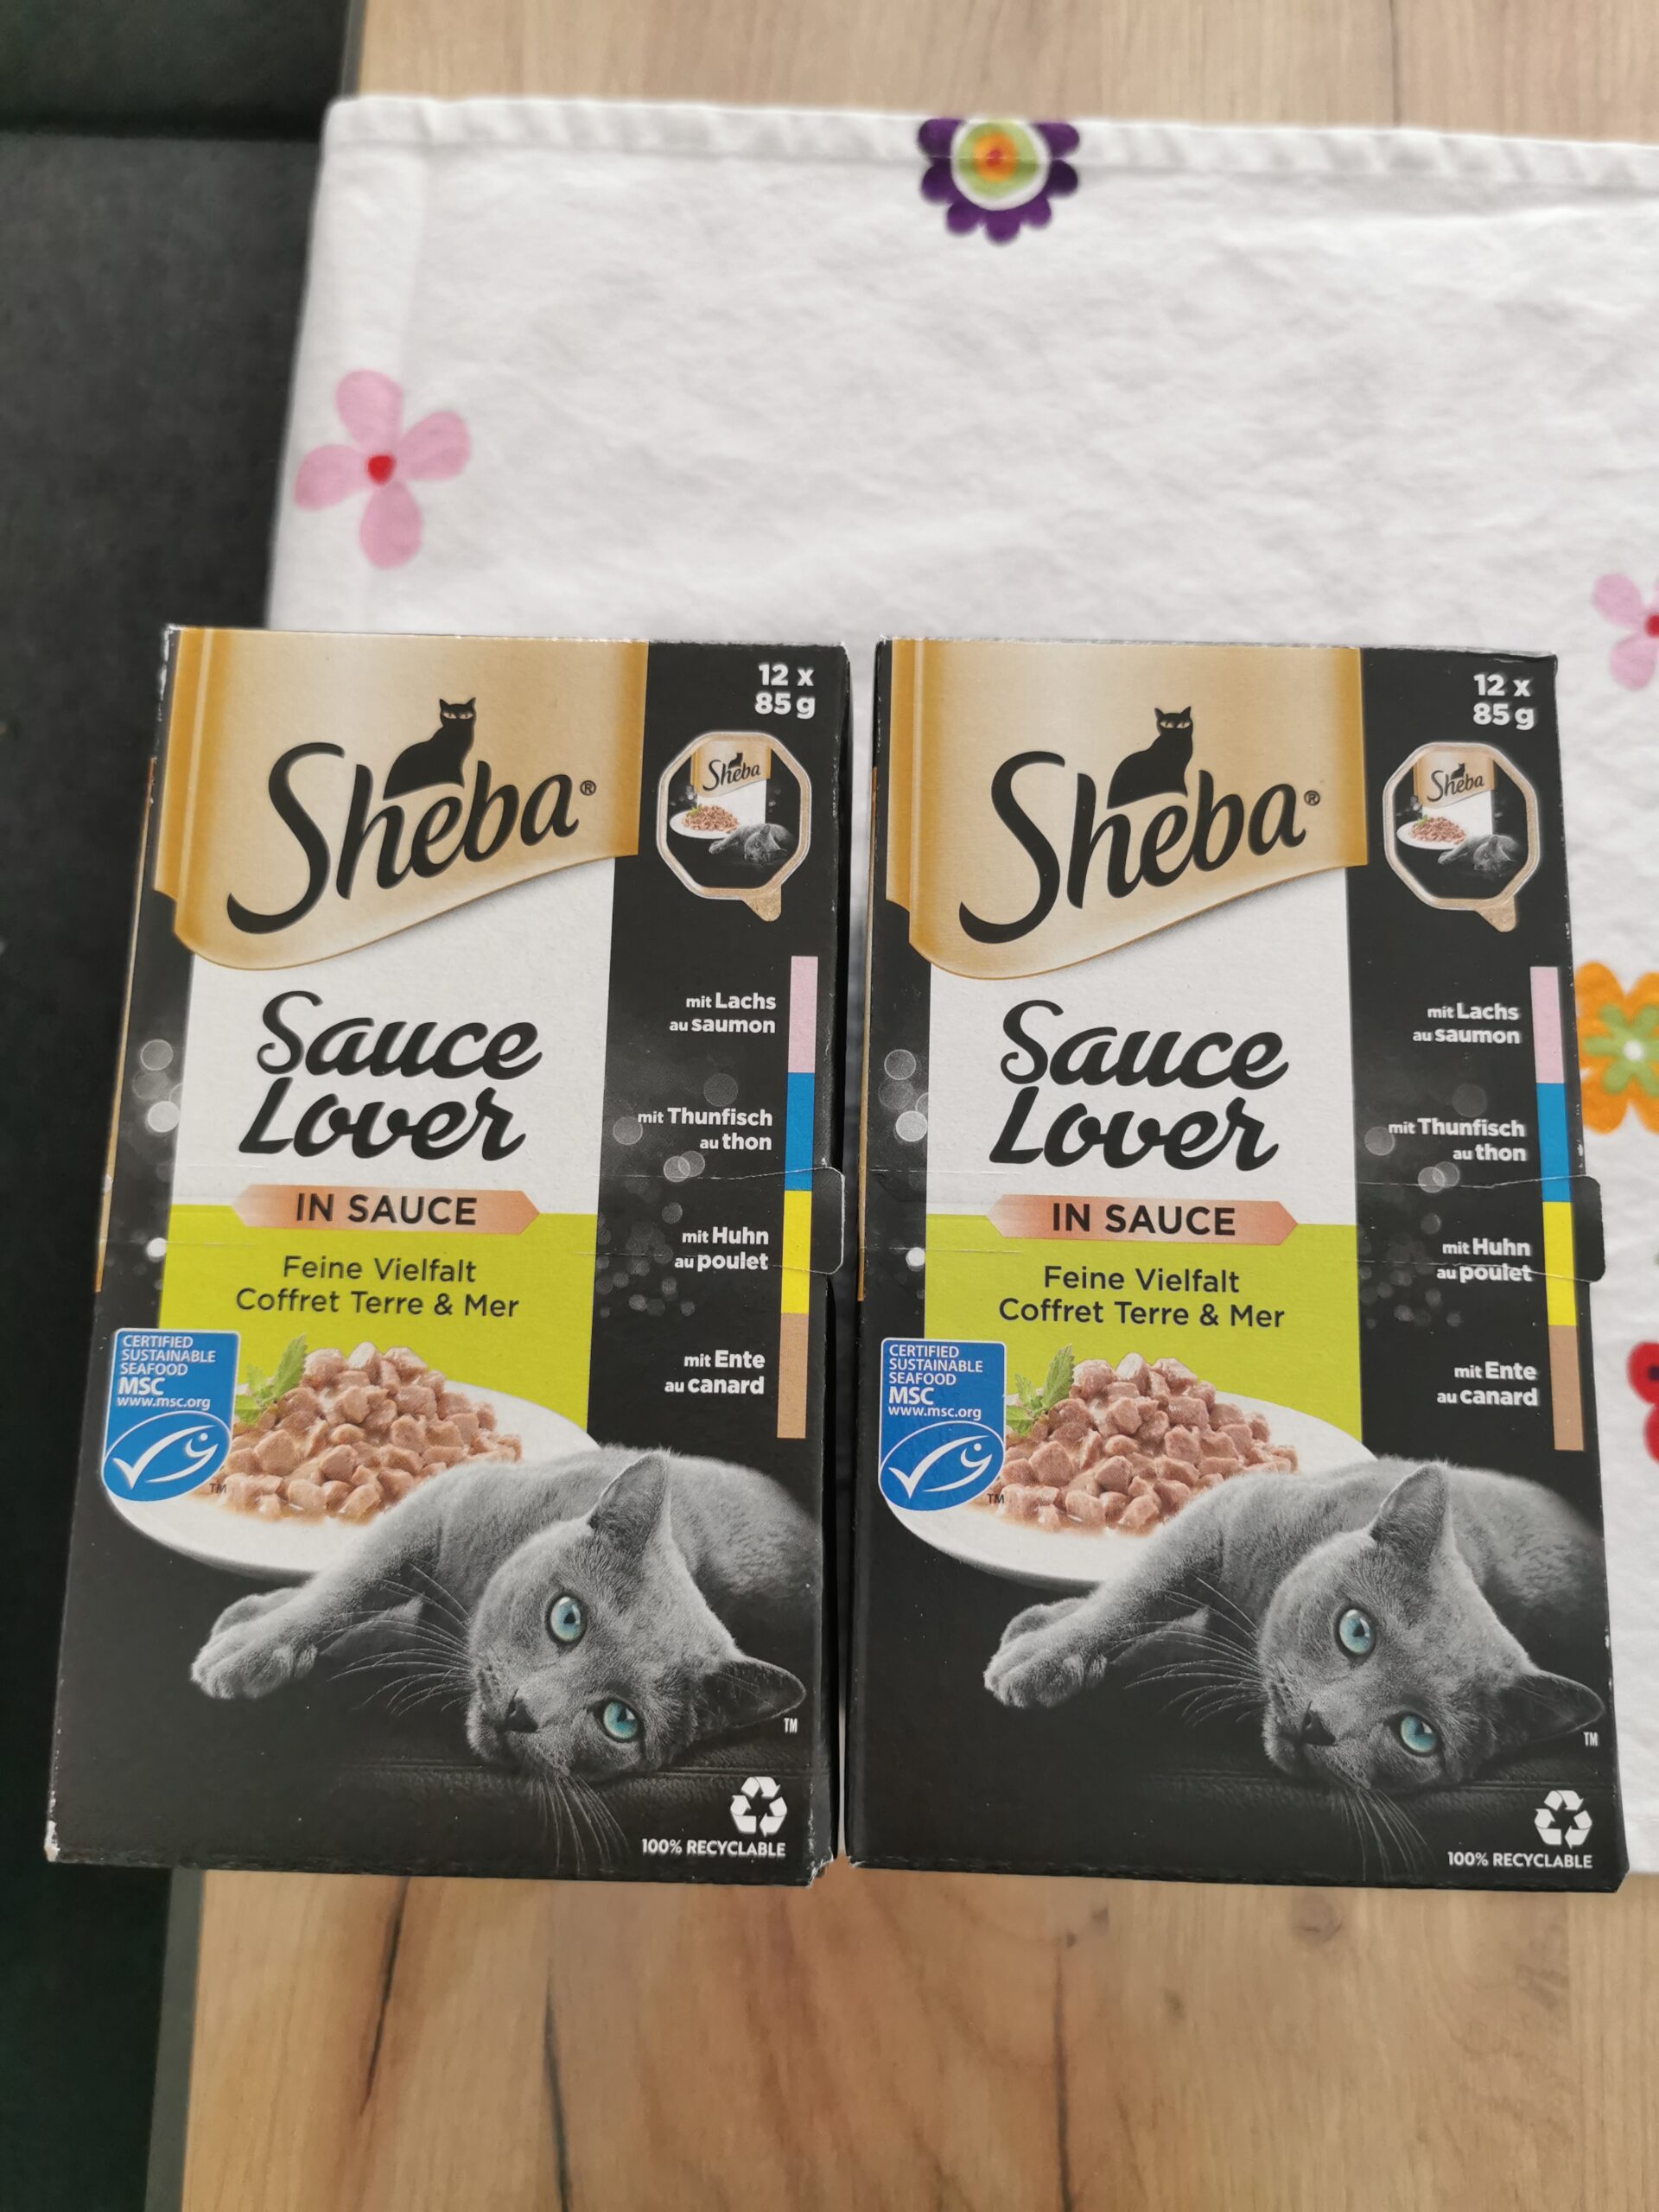 12 x
85 g
Sheba®
Sheba
Sauce
Lover
IN SAUCE
Feine Vielfalt
Coffret Terre & Mer
mit Lachs
au saumon
mit Thunfisch
au thon
mit Huhn
au poulet
mit Ente
au canard
CERTIFIED
SUSTAINABLE
SEAFOOD
MSC
www.msc.org
TM
TM
100% RECYCLABLE
12 x
85 g
Sheba®
Sheba
Sauce
Lover
IN SAUCE
Feine Vielfalt
Coffret Terre & Mer
mit Lachs
au saumon
mit Thunfisch
au thon
mit Huhn
au poulet
mit Ente
au canard
CERTIFIED
SUSTAINABLE
SEAFOOD
MSC
www.msc.org
TM
TM
100% RECYCLABLE